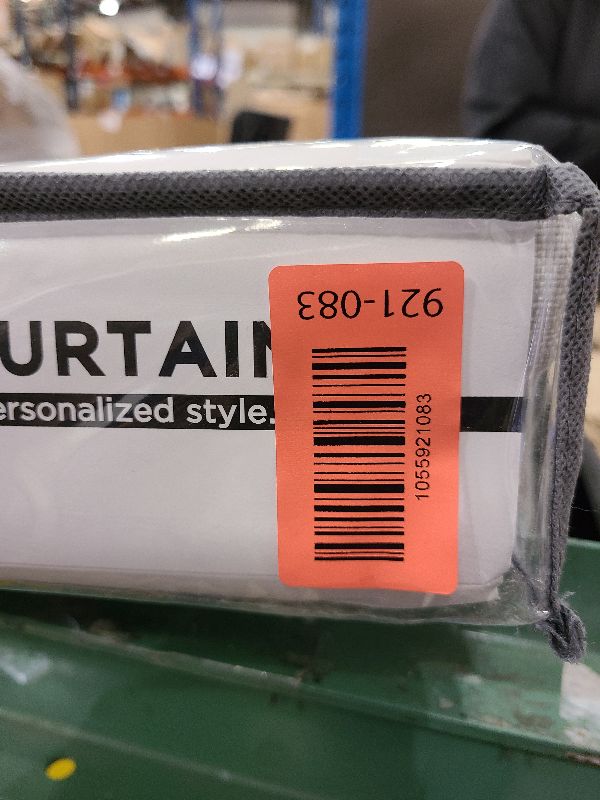 URTAIN
ersonalized style.
921-083
1055921083